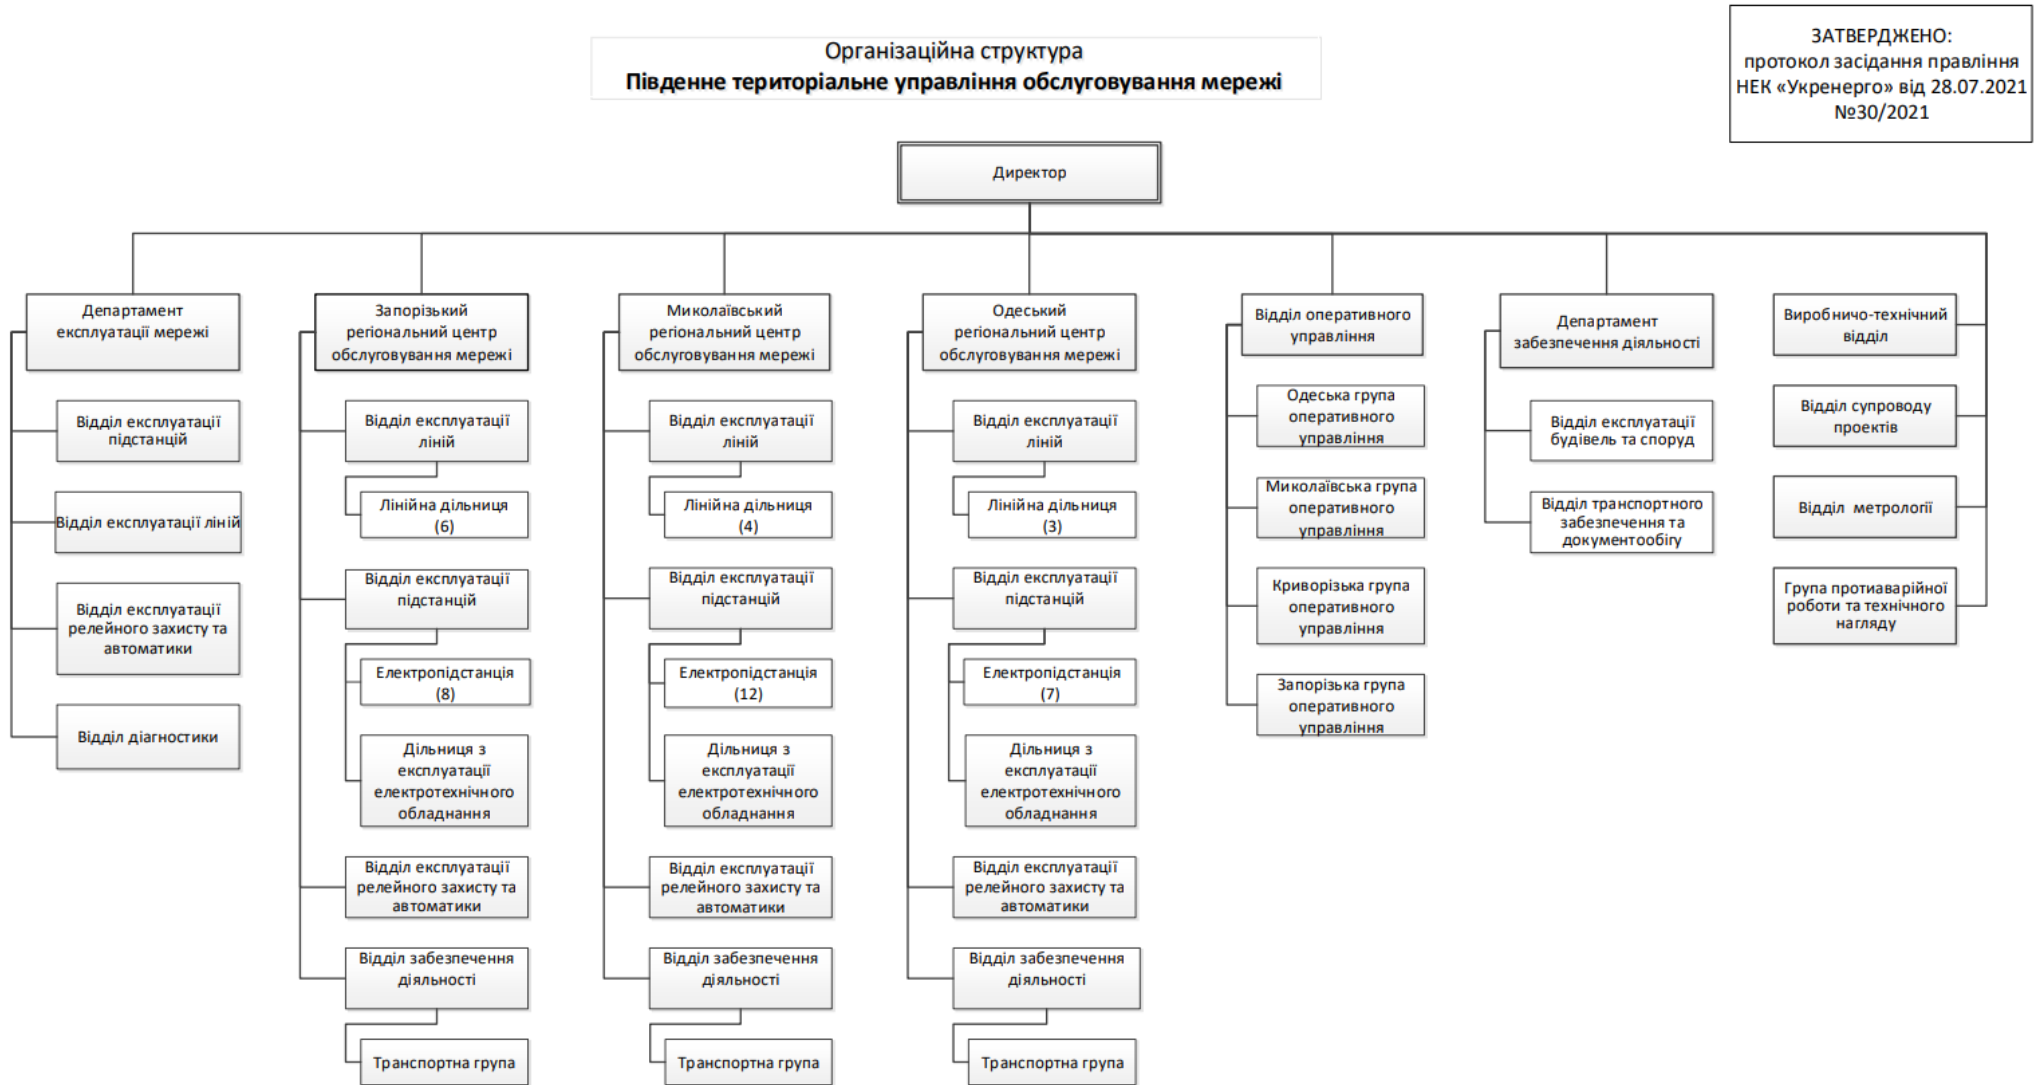 Організаційна структура
Південне територіальне управління обслуговування мережі
ЗАТВЕРДЖЕНО:
протокол засідання правління
НЕК «Укренерго» від 28.07.2021
№30/2021
Директор
Департамент
експлуатації мережі
Відділ експлуатації
підстанцій
Відділ експлуатації ліній
Відділ експлуатації
релейного захисту та
автоматики
Відділ діагностики
Запорізький
регіональний центр
обслуговування мережі
Відділ експлуатації
ліній
Лінійна дільниця
(6)
Відділ експлуатації
підстанцій
Електропідстанція
(8)
Дільниця з
експлуатації
електротехнічного
обладнання
Відділ експлуатації
релейного захисту та
автоматики
Відділ забезпечення
діяльності
Транспортна група
Миколаївський
регіональний центр
обслуговування мережі
Відділ експлуатації
ліній
Лінійна дільниця
(4)
Відділ експлуатації
підстанцій
Електропідстанція
(12)
Дільниця з
експлуатації
електротехнічного
обладнання
Відділ експлуатації
релейного захисту та
автоматики
Відділ забезпечення
діяльності
Транспортна група
Одеський
регіональний центр
обслуговування мережі
Відділ експлуатації
ліній
Лінійна дільниця
(3)
Відділ експлуатації
підстанцій
Електропідстанція
(7)
Дільниця з
експлуатації
електротехнічного
обладнання
Відділ експлуатації
релейного захисту та
автоматики
Відділ забезпечення
діяльності
Транспортна група
Відділ оперативного
управління
Одеська група
оперативного
управління
Миколаївська група
оперативного
управління
Криворізька група
оперативного
управління
Запорізька група
оперативного
управління
Департамент
забезпечення діяльності
Відділ експлуатації
будівель та споруд
Відділ транспортного
забезпечення та
документообігу
Виробничо-технічний
відділ
Відділ супроводу
проектів
Відділ метрології
Група протиаварійної
роботи та технічного
нагляду